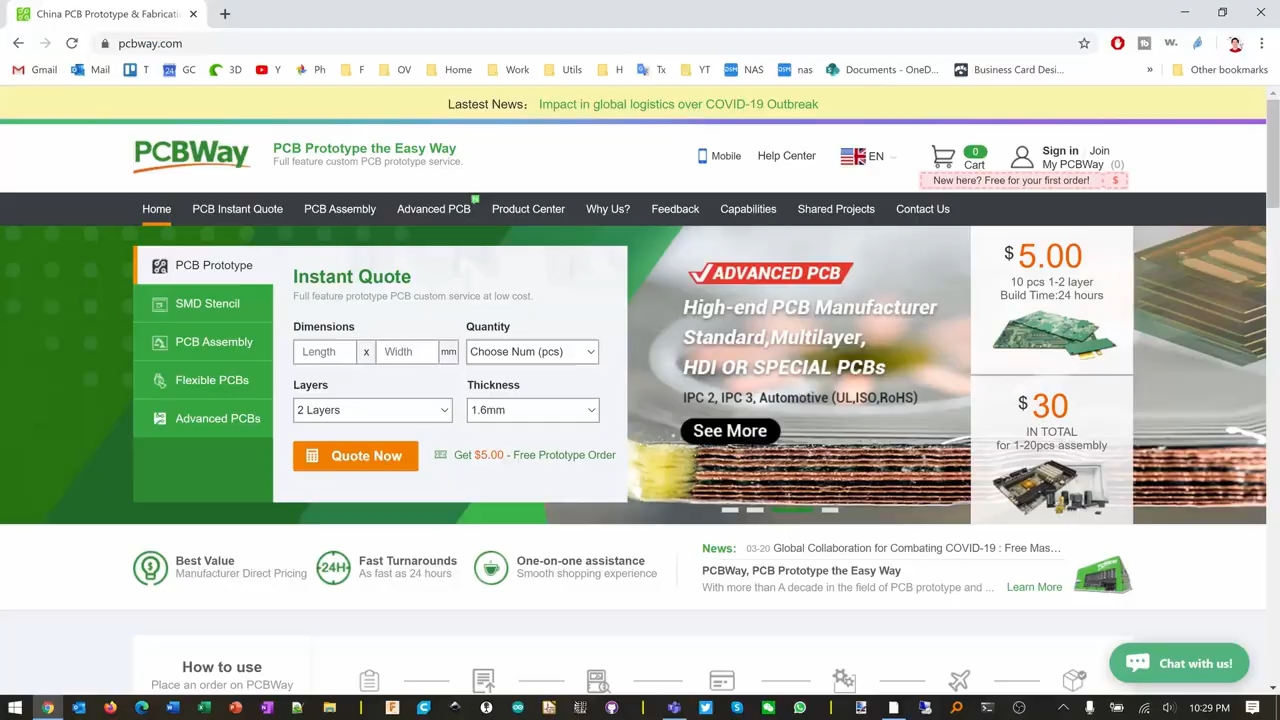 China PCB Prototype & Fabricati
pcbway.com
Gmail
Mail
T
GC
3D
Y
Ph
F
OV
Home
Work
Utils
H
Tx
YT
NAS
nas
Documents - OneD...
Business Card Desi...
»
Other bookmarks
Lastest News： Impact in global logistics over COVID-19 Outbreak
PCBWay
PCB Prototype the Easy Way
Full feature custom PCB prototype service.
Mobile
Help Center
EN
0
Cart
Sign in Join
My PCBWay (0)
New here? Free for your first order! $
Home
PCB Instant Quote
PCB Assembly
Advanced PCB
Product Center
Why Us?
Feedback
Capabilities
Shared Projects
Contact Us
PCB Prototype
SMD Stencil
PCB Assembly
Flexible PCBs
Advanced PCBs
Instant Quote
Full feature prototype PCB custom service at low cost.
Dimensions
Quantity
Length x Width mm
Choose Num (pcs)
Layers
Thickness
2 Layers
1.6mm
Quote Now
Get $5.00 - Free Prototype Order
ADVANCED PCB
High-end PCB Manufacturer
Standard,Multilayer,
HDI OR SPECIAL PCBs
IPC 2, IPC 3, Automotive (UL,ISO,RoHS)
See More
$ 5.00
10 pcs 1-2 layer
Build Time:24 hours
$ 30
IN TOTAL
for 1-20pcs assembly
Best Value
Manufacturer Direct Pricing
24H
Fast Turnarounds
As fast as 24 hours
One-on-one assistance
Smooth shopping experience
News: 03-20 Global Collaboration for Combating COVID-19 : Free Mas...
PCBWay, PCB Prototype the Easy Way
With more than A decade in the field of PCB prototype and ... Learn More
How to use
Place an order on PCBWay
Chat with us!
10:29 PM